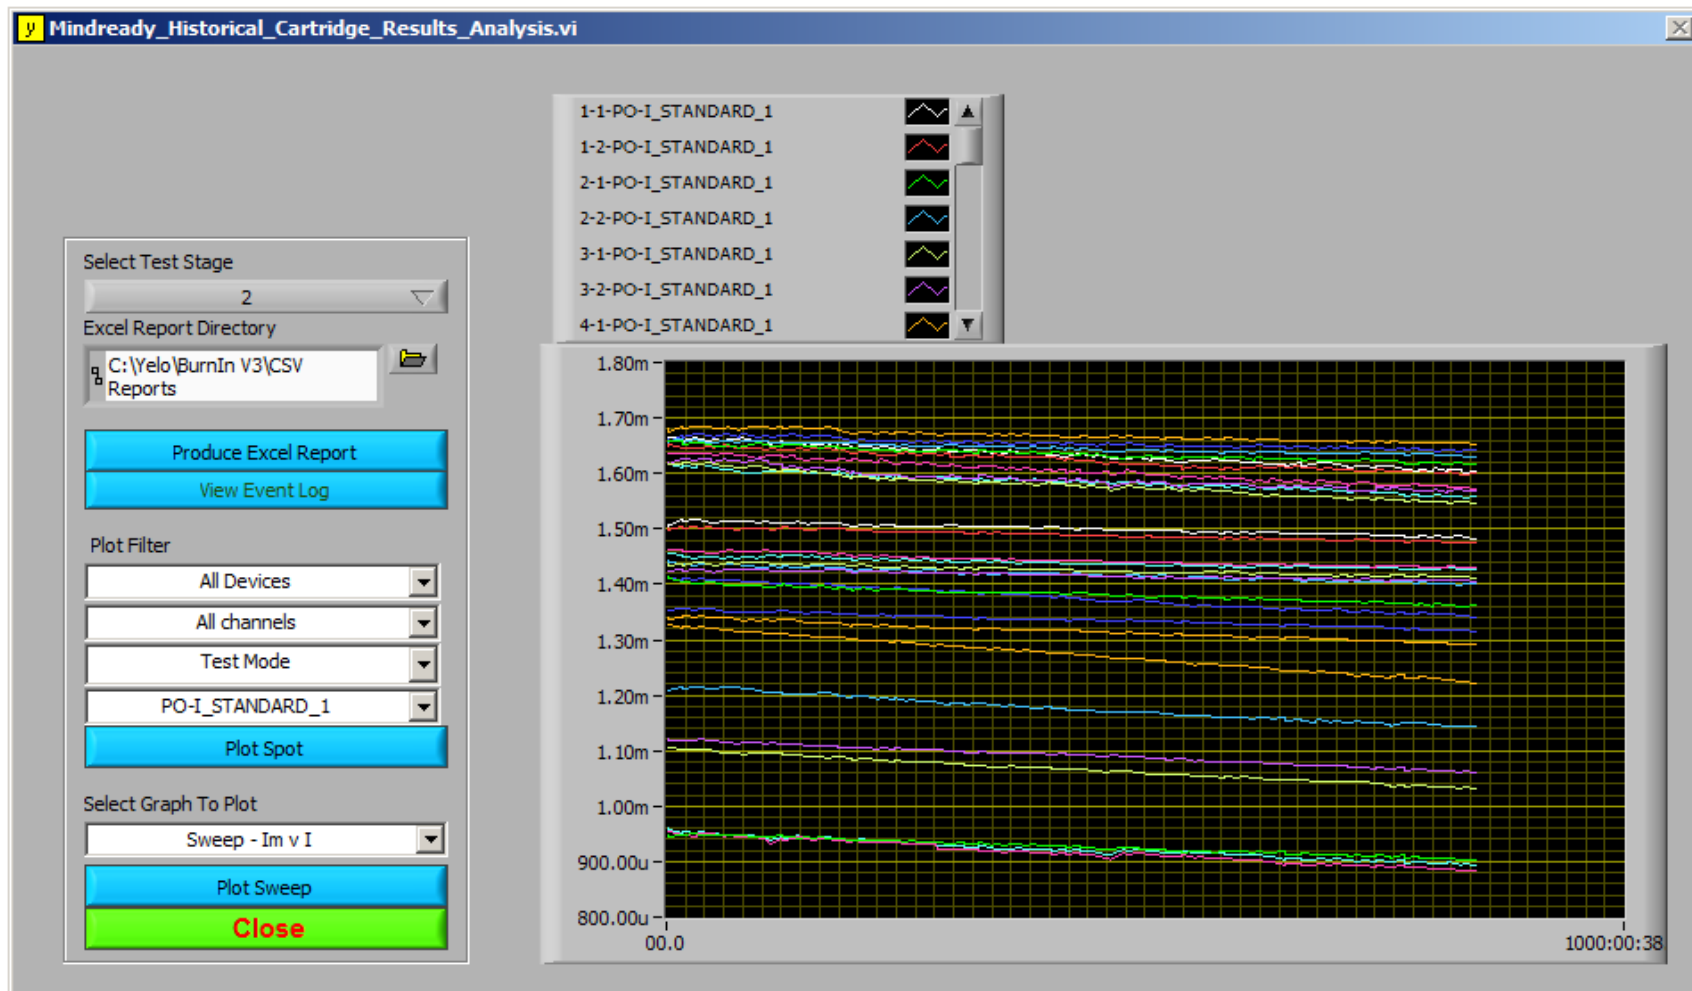 y Mindready_Historical_Cartridge_Results_Analysis.vi
1-1-PO-I_STANDARD_1
1-2-PO-I_STANDARD_1
2-1-PO-I_STANDARD_1
2-2-PO-I_STANDARD_1
3-1-PO-I_STANDARD_1
3-2-PO-I_STANDARD_1
4-1-PO-I_STANDARD_1
Select Test Stage
2
Excel Report Directory
C:\Yelo\BurnIn V3\CSV
Reports
Produce Excel Report
View Event Log
Plot Filter
All Devices
All channels
Test Mode
PO-I_STANDARD_1
Plot Spot
Select Graph To Plot
Sweep - Im v I
Plot Sweep
Close
1.80m
1.70m
1.60m
1.50m
1.40m
1.30m
1.20m
1.10m
1.00m
900.00u
800.00u
00.0
1000:00:38